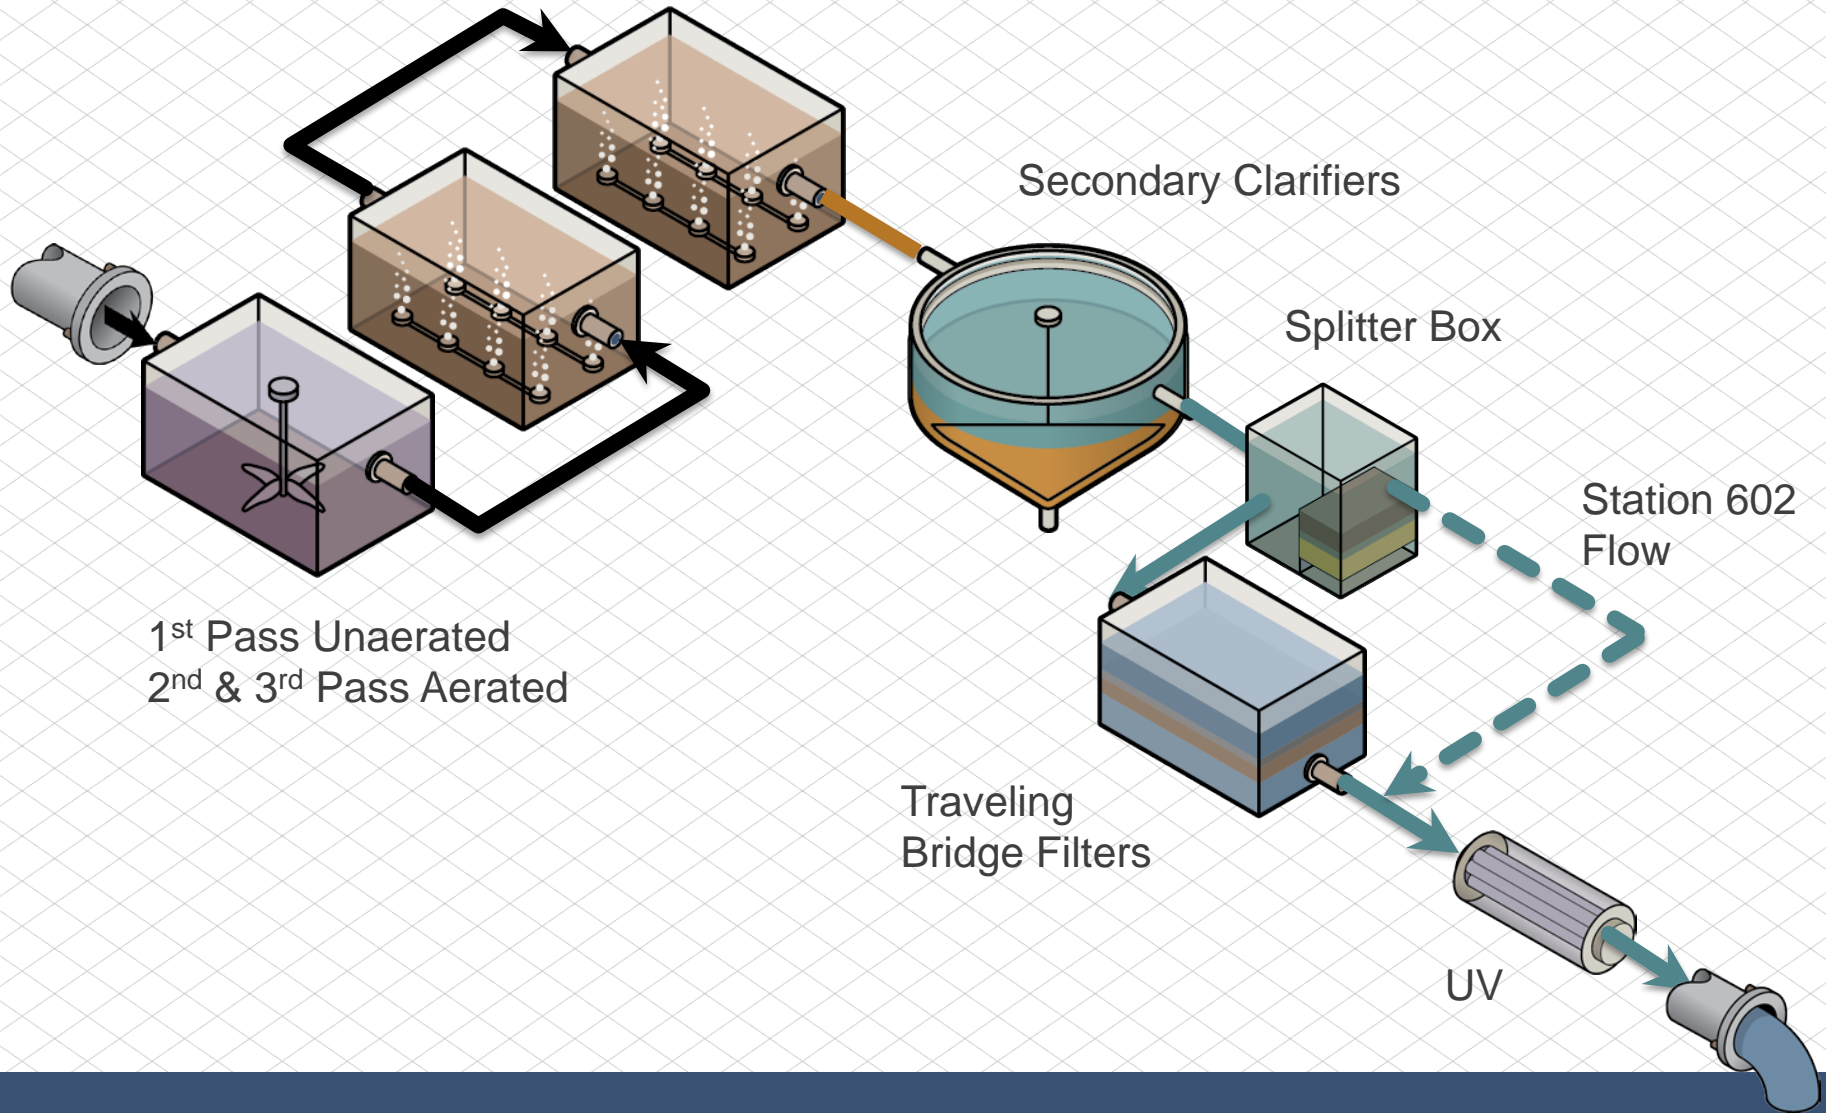 Secondary Clarifiers
Splitter Box
Station 602
Flow
1st Pass Unaerated
2nd & 3rd Pass Aerated
Traveling
Bridge Filters
UV